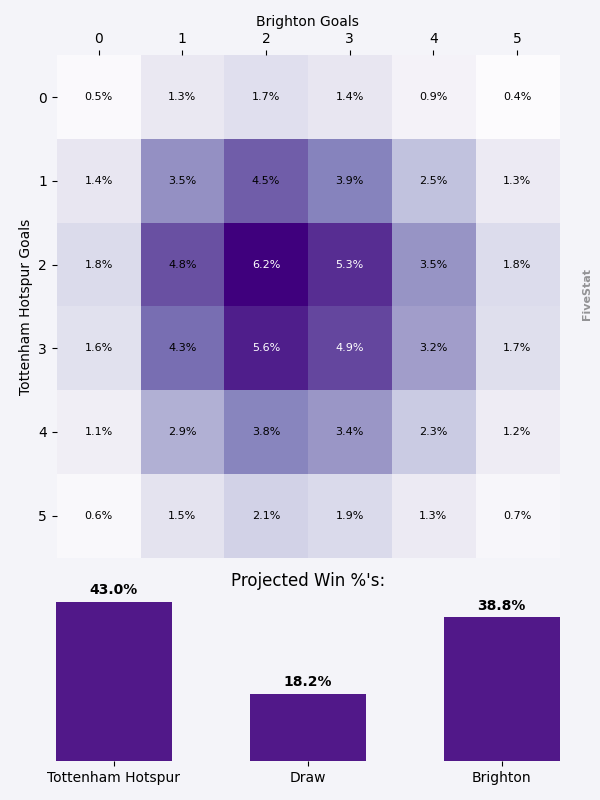 Brighton Goals
0 1 2 3 4 5
0 0.5% 1.3% 1.7% 1.4% 0.9% 0.4%
1 1.4% 3.5% 4.5% 3.9% 2.5% 1.3%
2 1.8% 4.8% 6.2% 5.3% 3.5% 1.8%
3 1.6% 4.3% 5.6% 4.9% 3.2% 1.7%
4 1.1% 2.9% 3.8% 3.4% 2.3% 1.2%
5 0.6% 1.5% 2.1% 1.9% 1.3% 0.7%
Tottenham Hotspur Goals
FiveStat
Projected Win %'s:
43.0% 18.2% 38.8%
Tottenham Hotspur Draw Brighton